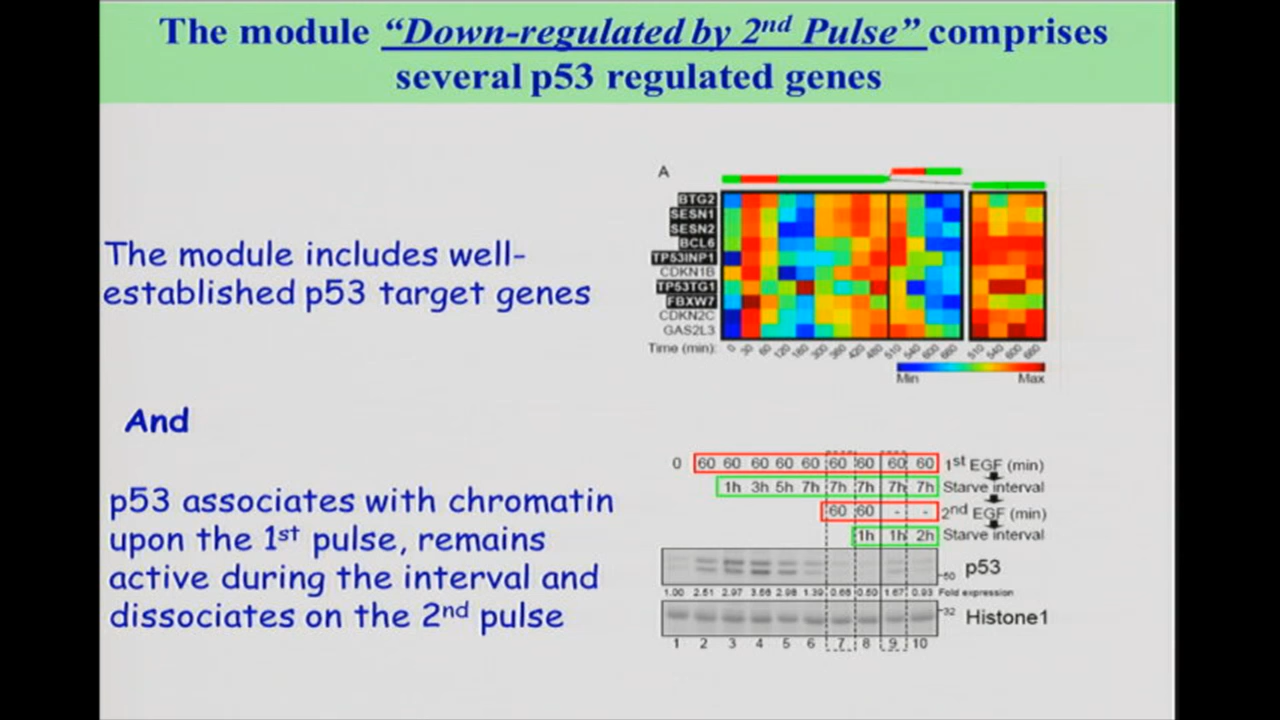 The module “Down-regulated by 2nd Pulse” comprises
several p53 regulated genes
The module includes well-
established p53 target genes
And
p53 associates with chromatin
upon the 1st pulse, remains
active during the interval and
dissociates on the 2nd pulse
A
BTG2
SESN1
SESN2
BCL6
TP53INP1
CDKN1B
TP53TG1
FBXW7
CDKN2C
GAS2L3
Time (min): 0 30 60 120 180 300 360 420 480 510 540 600 660 510 540 600 660
Min Max
0 60 60 60 60 60 60 60 60 60 1st EGF (min)
1h 3h 5h 7h 7h 7h 7h 7h Starve interval
60 60 - - 2nd EGF (min)
1h 1h 2h Starve interval
50 p53
1.00 2.51 2.97 3.58 2.98 1.39 0.68 0.50 1.67 0.93 Fold expression
32 Histone1
1 2 3 4 5 6 7 8 9 10